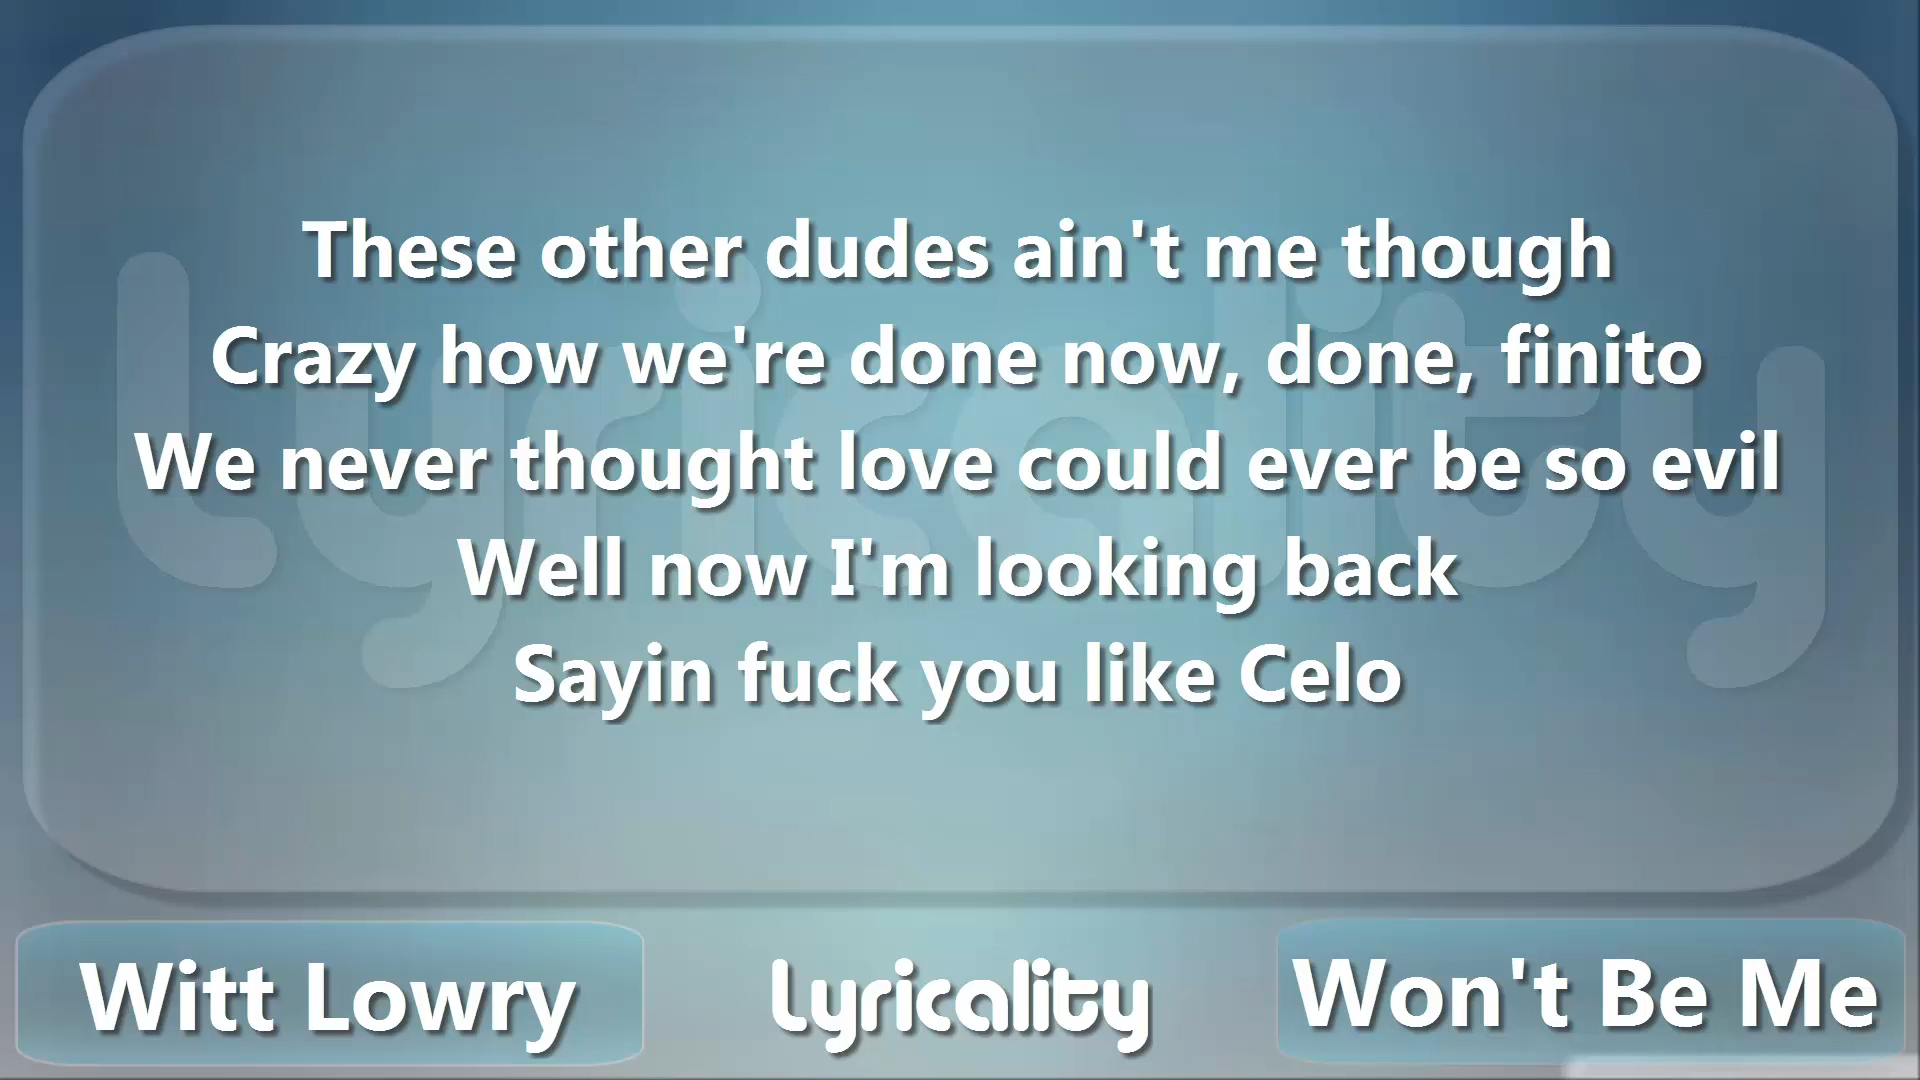 These other dudes ain't me though
Crazy how we're done now, done, finito
We never thought love could ever be so evil
Well now I'm looking back
Sayin fuck you like Celo
Lyricality
Witt Lowry
Lyricality
Won't Be Me